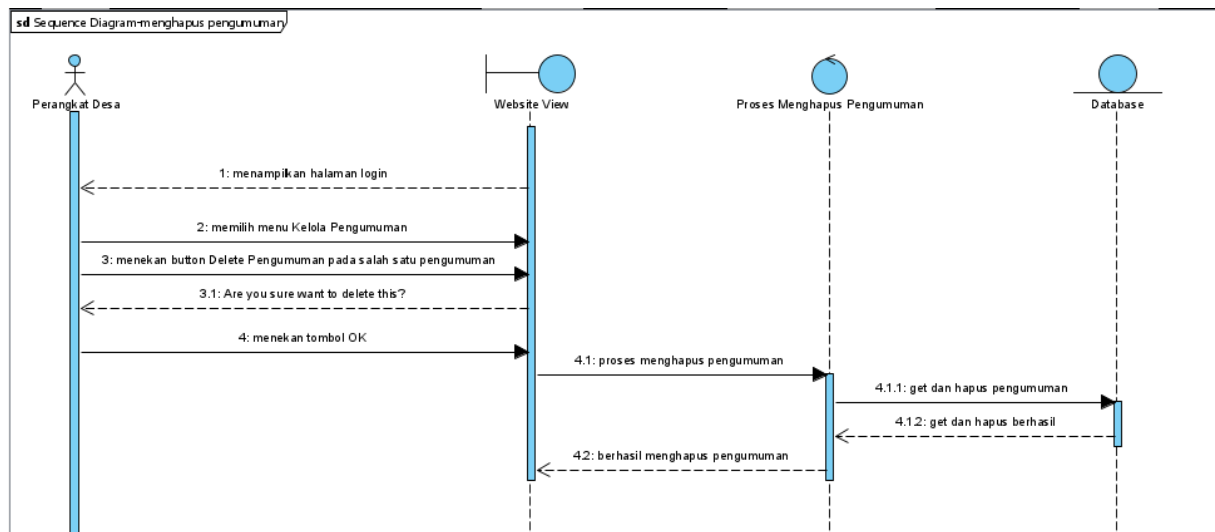 sd Sequence Diagram-menghapus pengumuman
Perangkat Desa
Website View
Proses Menghapus Pengumuman
Database
1: menampilkan halaman login
2: memilih menu Kelola Pengumuman
3: menekan button Delete Pengumuman pada salah satu pengumuman
3.1: Are you sure want to delete this?
4: menekan tombol OK
4.1: proses menghapus pengumuman
4.1.1: get dan hapus pengumuman
4.1.2: get dan hapus berhasil
4.2: berhasil menghapus pengumuman